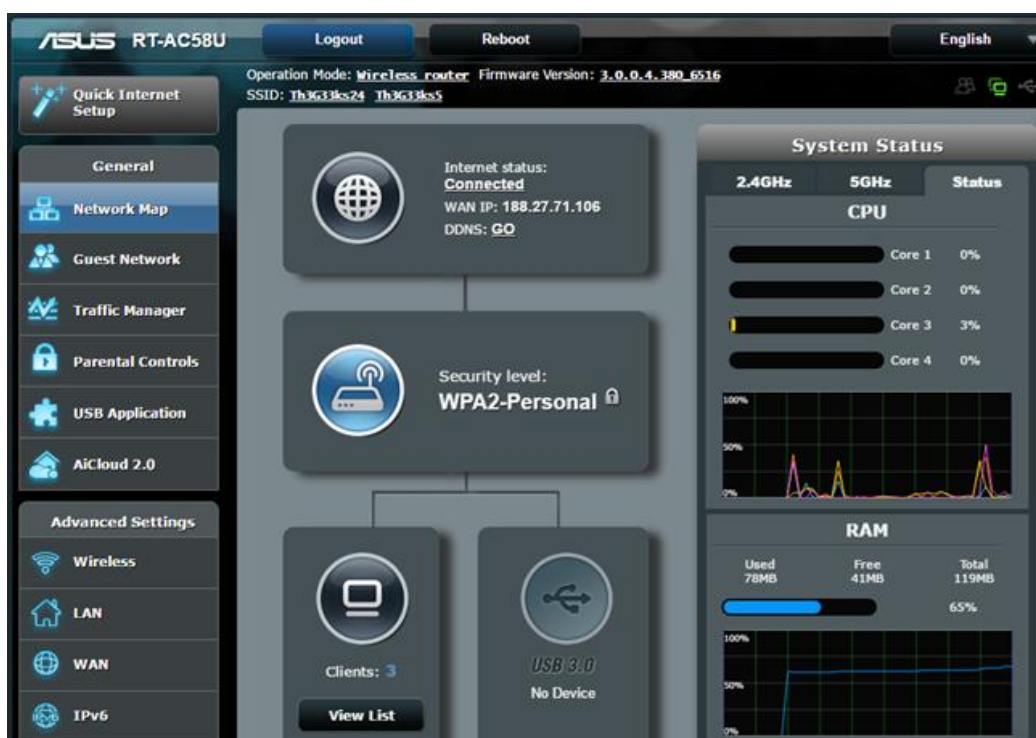 ASUS RT-AC58U
Logout
Reboot
English
Operation Mode: Wireless router Firmware Version: 3.0.0.4.380_6516
SSID: Th3G33ks24 Th3G33ks5
Quick Internet
Setup
General
Network Map
Guest Network
Traffic Manager
Parental Controls
USB Application
AiCloud 2.0
Advanced Settings
Wireless
LAN
WAN
IPv6
Internet status:
Connected
WAN IP: 188.27.71.106
DDNS: GO
Security level:
WPA2-Personal
Clients: 3
View List
USB 3.0
No Device
System Status
2.4GHz 5GHz Status
CPU
Core 1 0%
Core 2 0%
Core 3 3%
Core 4 0%
100%
50%
0%
RAM
Used Free Total
78MB 41MB 119MB
65%
100%
50%
0%